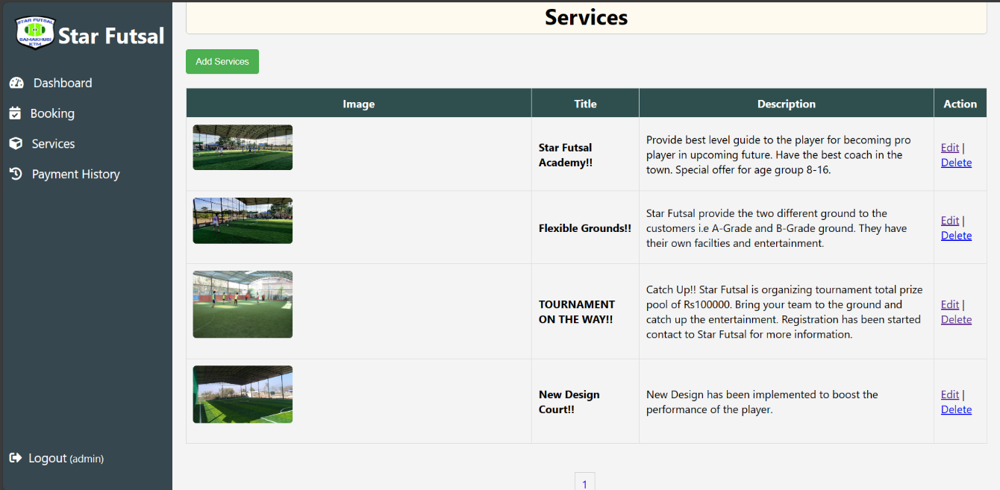 STAR FUTSAL
SAMAKHUSI
KTM
Star Futsal
Dashboard
Booking
Services
Payment History
Logout (admin)
Services
Add Services
Image Title Description Action
Star Futsal
Academy!!
Provide best level guide to the player for becoming pro
player in upcoming future. Have the best coach in the
town. Special offer for age group 8-16.
Edit |
Delete
Flexible Grounds!!
Star Futsal provide the two different ground to the
customers i.e A-Grade and B-Grade ground. They have
their own facilties and entertainment.
Edit |
Delete
TOURNAMENT
ON THE WAY!!
Catch Up!! Star Futsal is organizing tournament total prize
pool of Rs100000. Bring your team to the ground and
catch up the entertainment. Registration has been started
contact to Star Futsal for more information.
Edit |
Delete
New Design
Court!!
New Design has been implemented to boost the
performance of the player.
Edit |
Delete
1